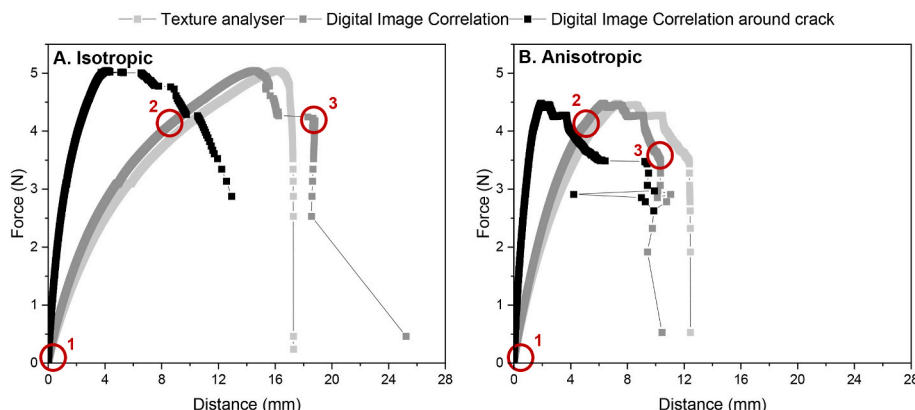 Texture analyser Digital Image Correlation Digital Image Correlation around crack
A. Isotropic
5
4
3
2
1
0
Force (N)
1
2
3
0 4 8 12 16 20 24 28
Distance (mm)
B. Anisotropic
5
4
3
2
1
0
Force (N)
1
2
3
0 4 8 12 16 20 24 28
Distance (mm)